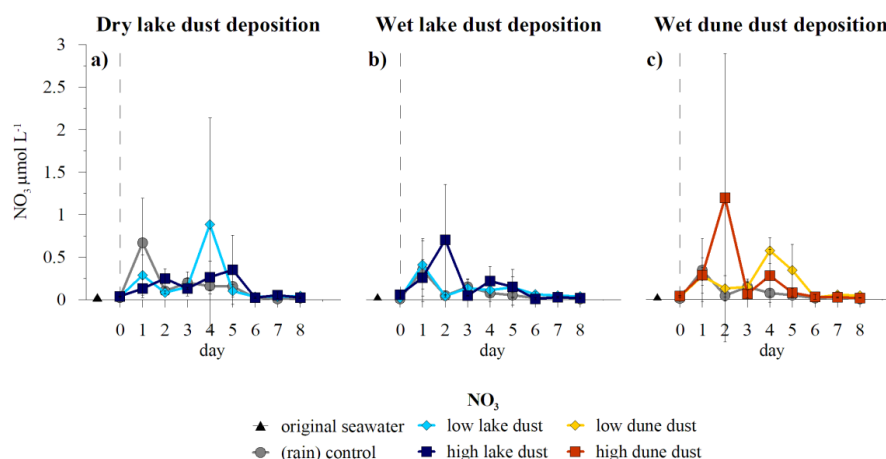 Dry lake dust deposition Wet lake dust deposition Wet dune dust deposition
3
2.5
2
1.5
1
0.5
0
NO₃ μmol L⁻¹
a) b) c)
0 1 2 3 4 5 6 7 8 0 1 2 3 4 5 6 7 8 0 1 2 3 4 5 6 7 8
day day day
NO₃
original seawater low lake dust low dune dust
(rain) control high lake dust high dune dust